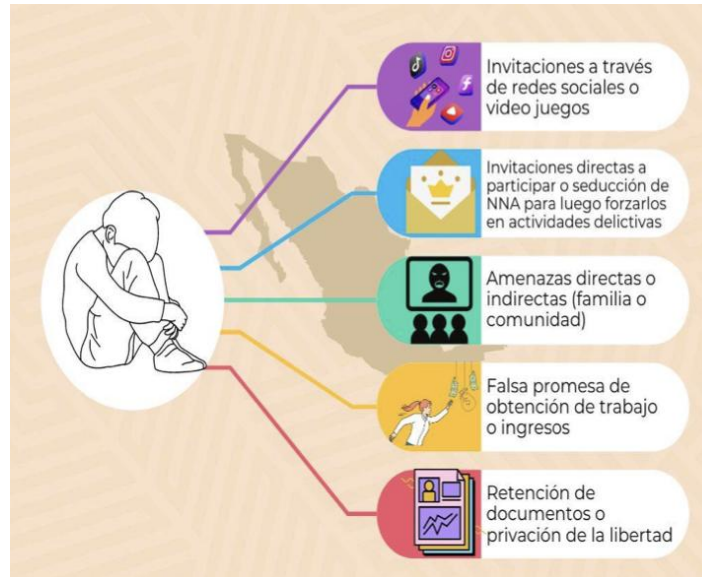 Invitaciones a través
de redes sociales o
video juegos
Invitaciones directas a
participar o seducción de
NNA para luego forzarlos
en actividades delictivas
Amenazas directas o
indirectas (familia o
comunidad)
Falsa promesa de
obtención de trabajo
o ingresos
Retención de
documentos o
privación de la libertad